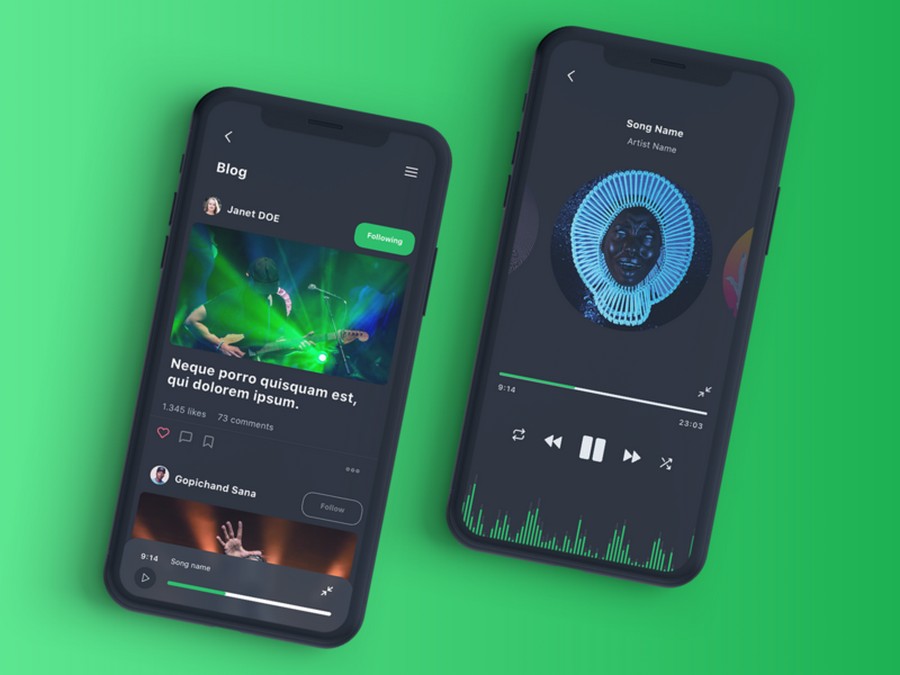 Blog
Janet DOE
Following
Neque porro quisquam est,
qui dolorem ipsum.
1.345 likes 73 comments
Gopichand Sana
Follow
9:14 Song name
Song Name
Artist Name
9:14
23:03